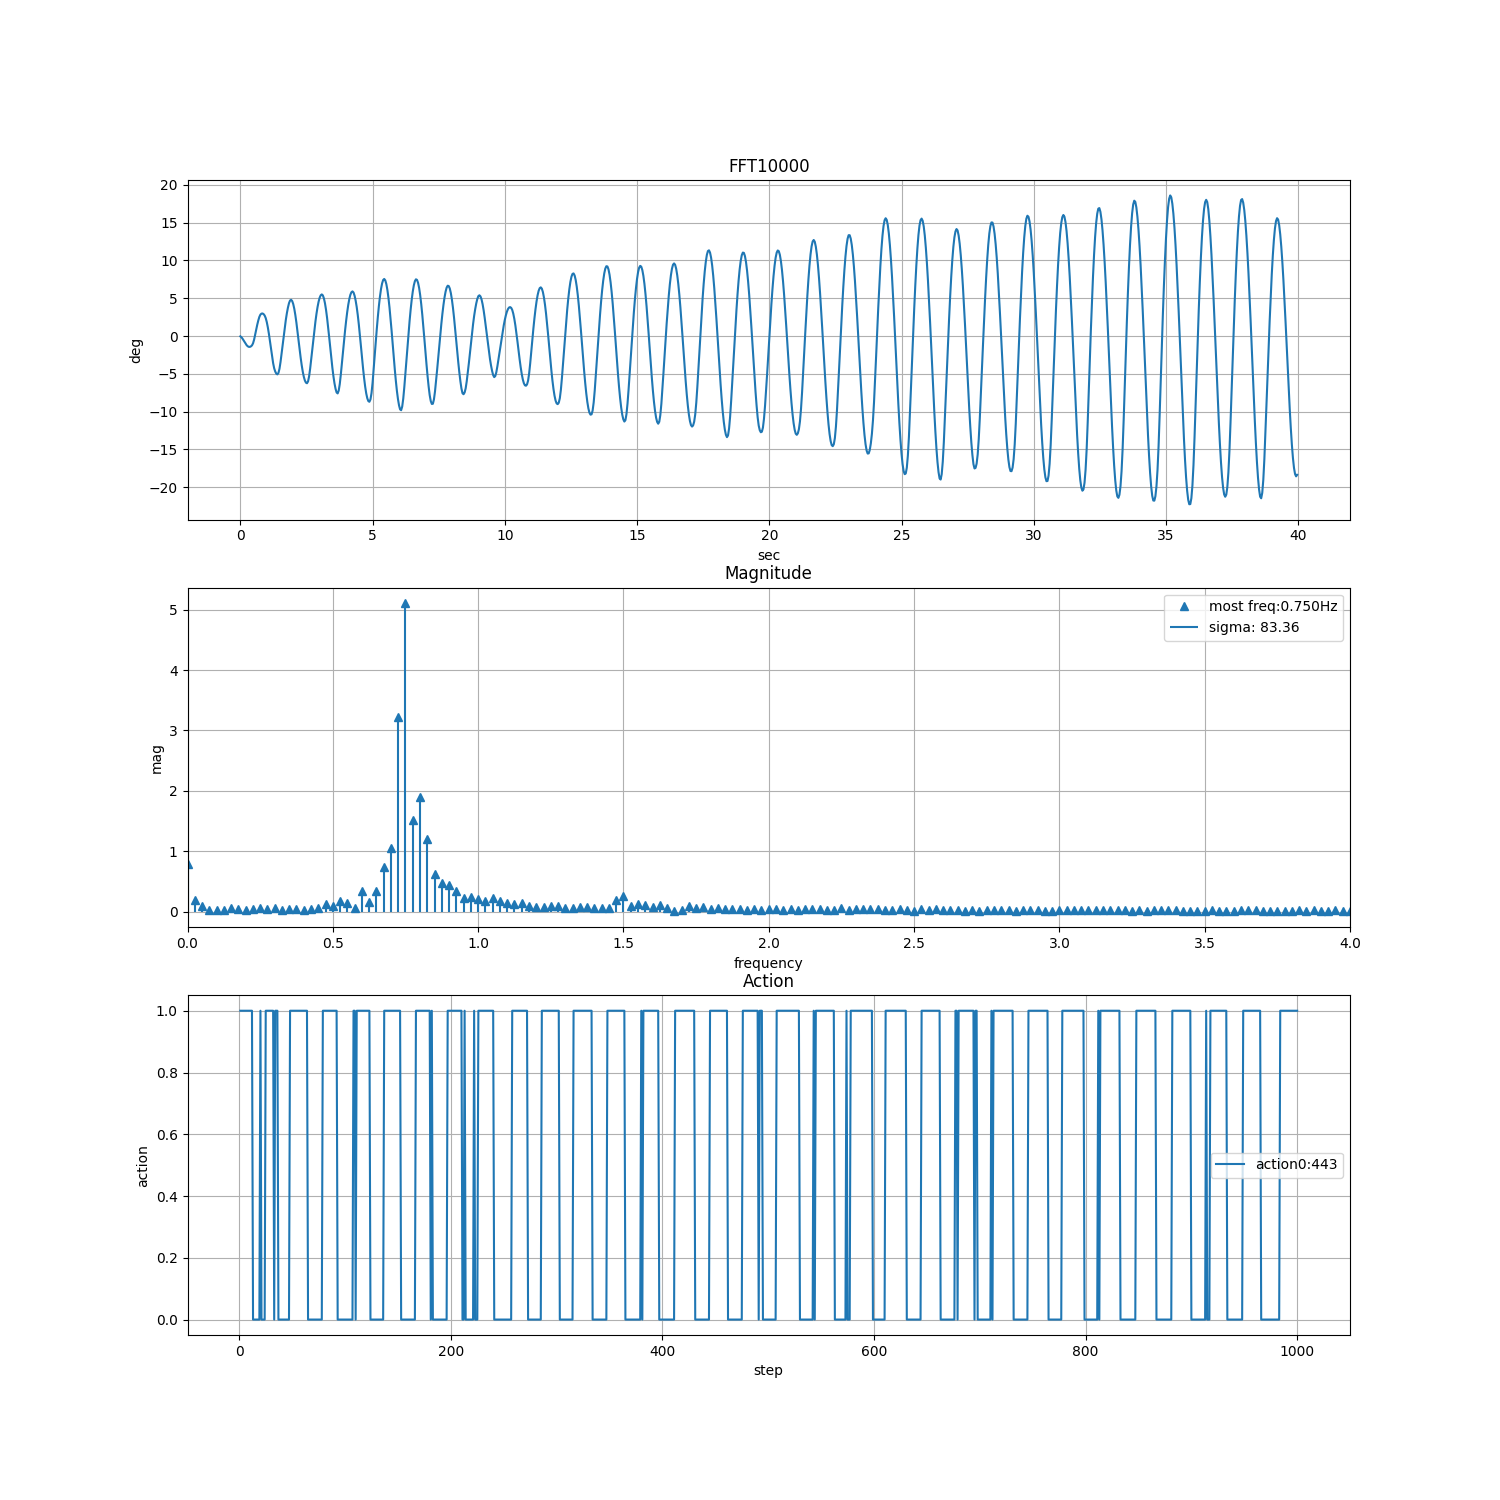 FFT10000
20
15
10
5
0
−5
−10
−15
−20
deg
0 5 10 15 20 25 30 35 40
sec
Magnitude
most freq:0.750Hz
sigma: 83.36
5
4
3
2
1
0
mag
0.0 0.5 1.0 1.5 2.0 2.5 3.0 3.5 4.0
frequency
Action
1.0
0.8
0.6
0.4
0.2
0.0
action
action0:443
0 200 400 600 800 1000
step